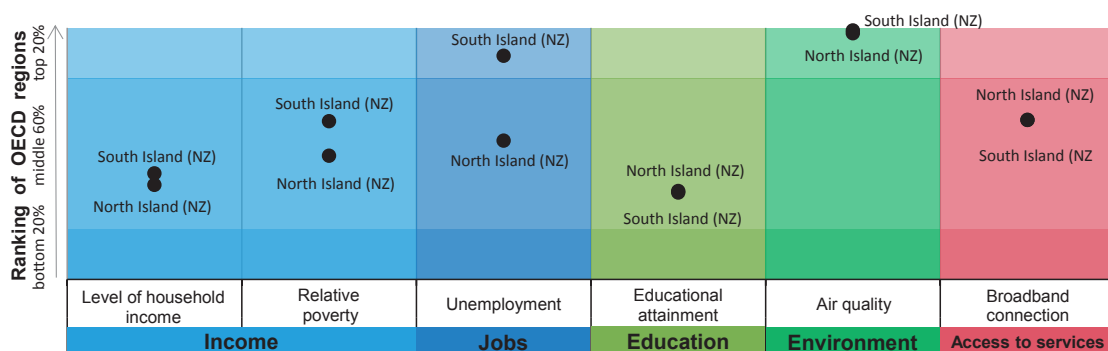 Ranking of OECD regions
bottom 20% middle 60% top 20%
South Island (NZ)
North Island (NZ)
South Island (NZ)
North Island (NZ)
South Island (NZ)
North Island (NZ)
North Island (NZ)
South Island (NZ)
South Island (NZ)
North Island (NZ)
North Island (NZ)
South Island (NZ
Level of household
income
Relative
poverty
Unemployment
Educational
attainment
Air quality
Broadband
connection
Income
Jobs
Education
Environment
Access to services